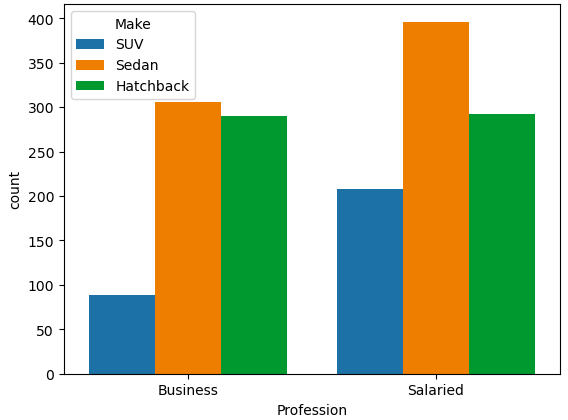 Make
SUV
Sedan
Hatchback
count
400
350
300
250
200
150
100
50
0
Business
Salaried
Profession